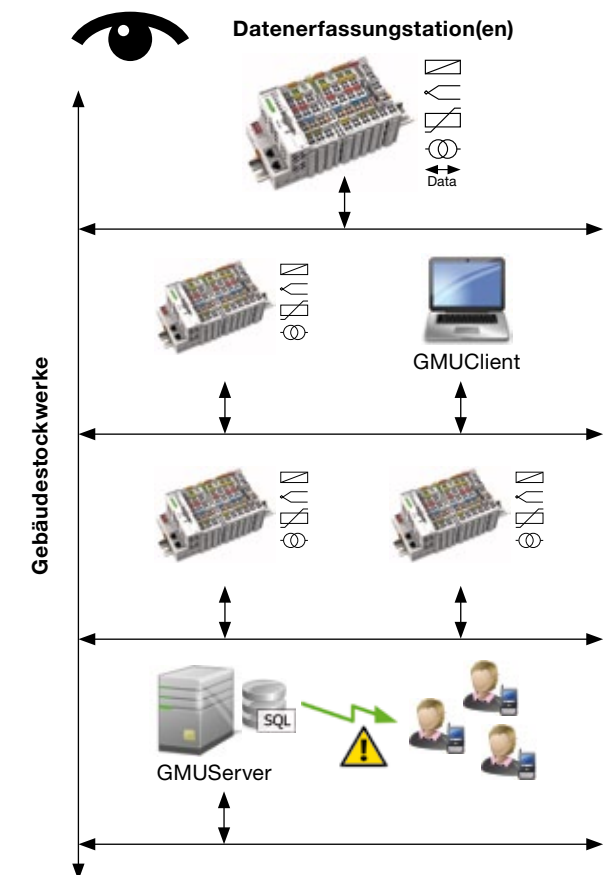 Datenerfassungstation(en)
Data
GMUClient
Gebäudestockwerke
SQL
GMUServer